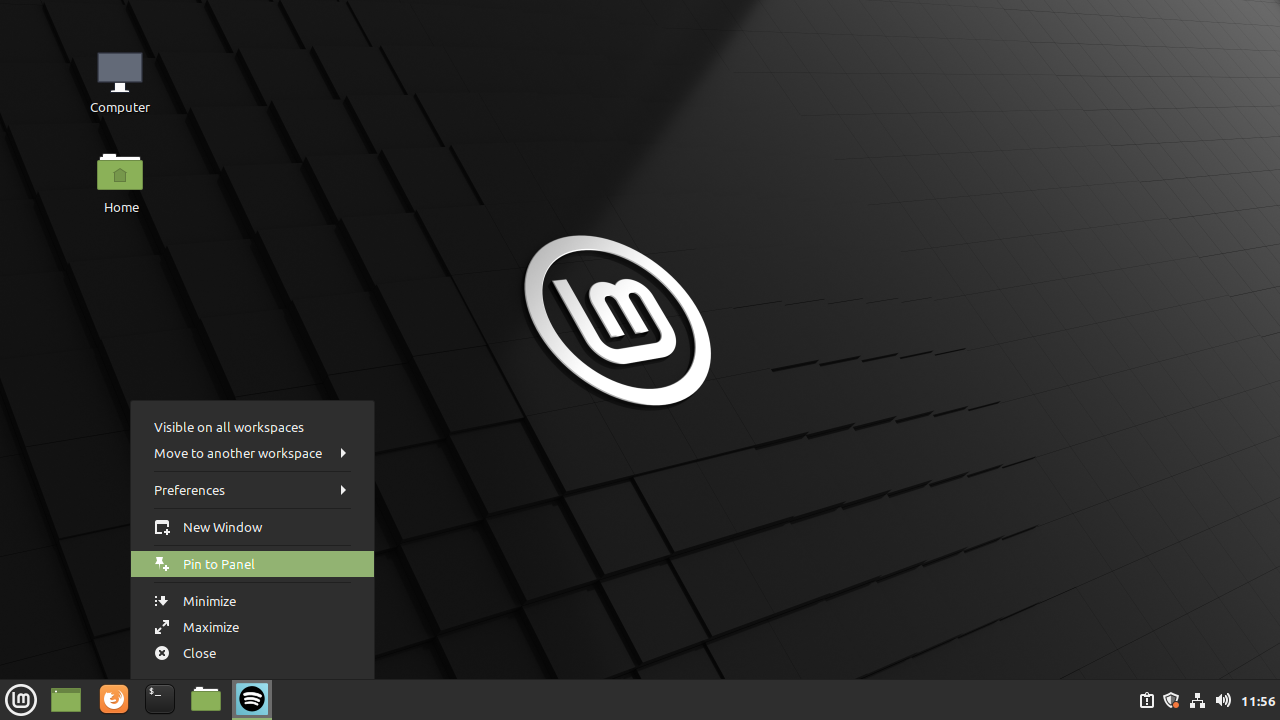 Computer
Home
Visible on all workspaces
Move to another workspace
Preferences
New Window
Pin to Panel
Minimize
Maximize
Close
$_
11:56